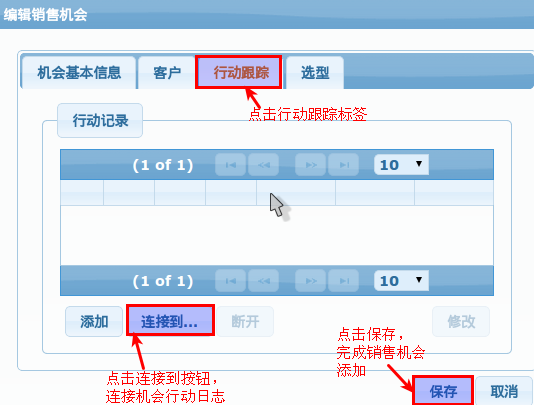 编辑销售机会
机会基本信息 客户 行动跟踪 选型
点击行动跟踪标签
行动记录
(1 of 1) 10
(1 of 1) 10
添加 连接到... 断开 修改
点击保存，
完成销售机会
添加
点击连接到按钮，
连接机会行动日志
保存 取消